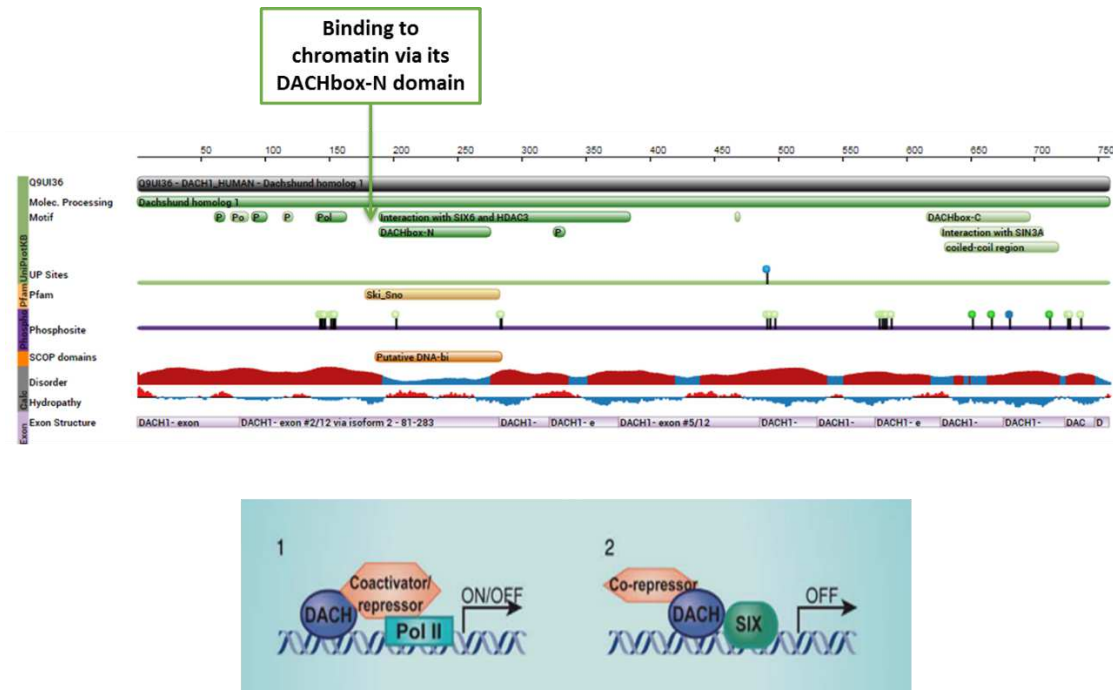 Binding to
chromatin via its
DACHbox-N domain
50 100 150 200 250 300 350 400 450 500 550 600 650 700 750
Q9UI36 Q9UI36 - DACH1_HUMAN - Dachshund homolog 1
Molec. Processing Dachshund homolog 1
Motif P Po P P Pol Interaction with SIX6 and HDAC3 DACHbox-C
DACHbox-N P Interaction with SIN3A
coiled-coil region
UniProtKB
UP Sites
Pfam
Pfam Ski_Sno
Phospho
Phosphosite
SCOP domains Putative DNA-bi
Disorder
Calc
Hydropathy
Exon
Exon Structure DACH1- exon DACH1- exon #2/12 via isoform 2 - 81-283 DACH1- DACH1- e DACH1- exon #5/12 DACH1- DACH1- DACH1- e DACH1- DACH1- DAC D
1
Coactivator/
repressor
DACH
Pol II
ON/OFF
2
Co-repressor
DACH
SIX
OFF